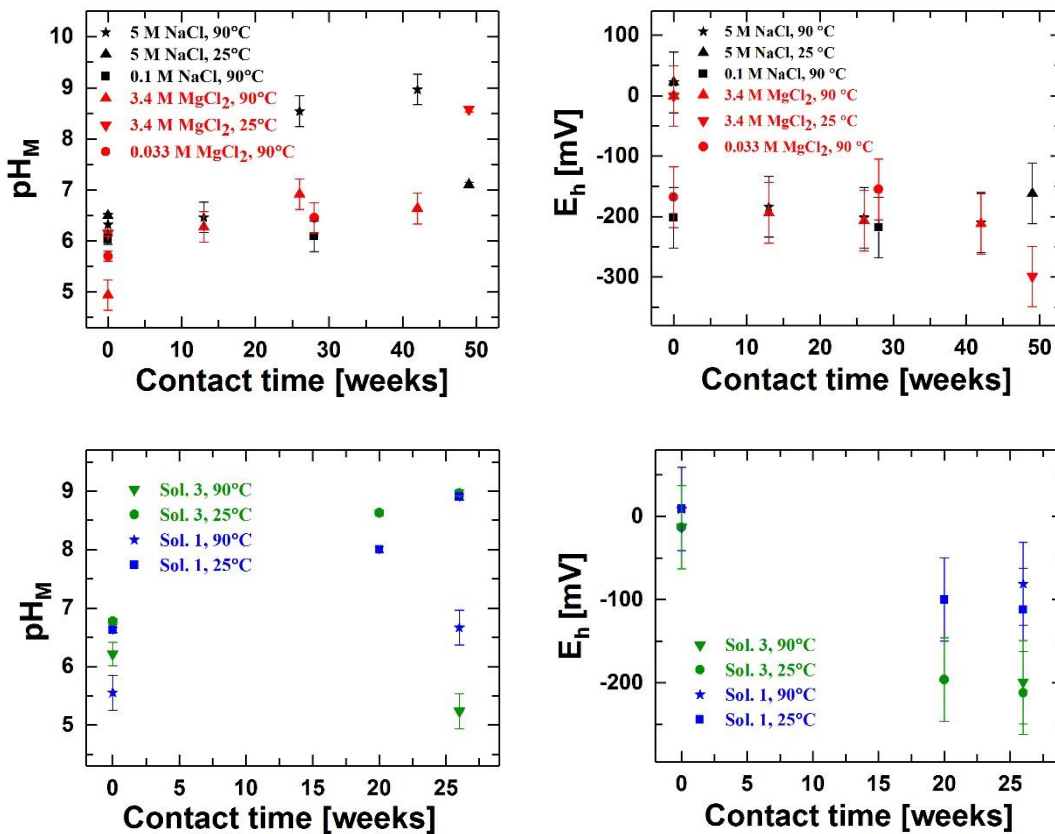 10
9
8
7
6
5
pH_M
5 M NaCl, 90°C
5 M NaCl, 25°C
0.1 M NaCl, 90°C
3.4 M MgCl2, 90°C
3.4 M MgCl2, 25°C
0.033 M MgCl2, 90°C
0 10 20 30 40 50
Contact time [weeks]
100
0
-100
-200
-300
E_h [mV]
5 M NaCl, 90 °C
5 M NaCl, 25 °C
0.1 M NaCl, 90 °C
3.4 M MgCl2, 90 °C
3.4 M MgCl2, 25 °C
0.033 M MgCl2, 90 °C
0 10 20 30 40 50
Contact time [weeks]
9
8
7
6
5
pH_M
Sol. 3, 90°C
Sol. 3, 25°C
Sol. 1, 90°C
Sol. 1, 25°C
0 5 10 15 20 25
Contact time [weeks]
0
-100
-200
E_h [mV]
Sol. 3, 90°C
Sol. 3, 25°C
Sol. 1, 90°C
Sol. 1, 25°C
0 5 10 15 20 25
Contact time [weeks]